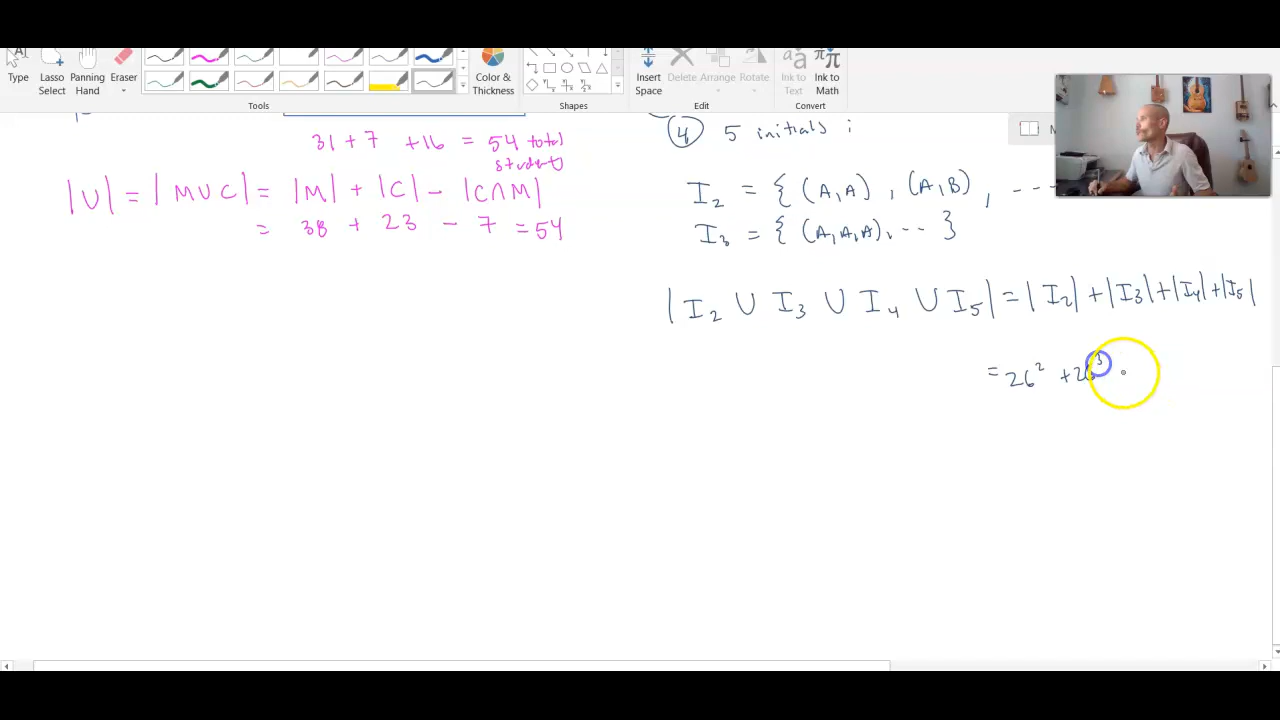 Type
Lasso Select
Panning Hand
Eraser
Color & Thickness
Insert Space
Delete
Arrange
Rotate
Ink to Text
Ink to Math
Tools
Shapes
Edit
Convert
31 + 7 + 16 = 54 total
students
|U| = | M ∪ C | = |M| + |C| - |C∩M|
= 38 + 23 - 7 = 54
④ 5 initials :
I₂ = { (A,A) , (A,B) , ----
I₃ = { (A,A,A), -- }
| I₂ ∪ I₃ ∪ I₄ ∪ I₅ | = | I₂ | + | I₃ | + | I₄ | + | I₅ |
= 26² + 26³